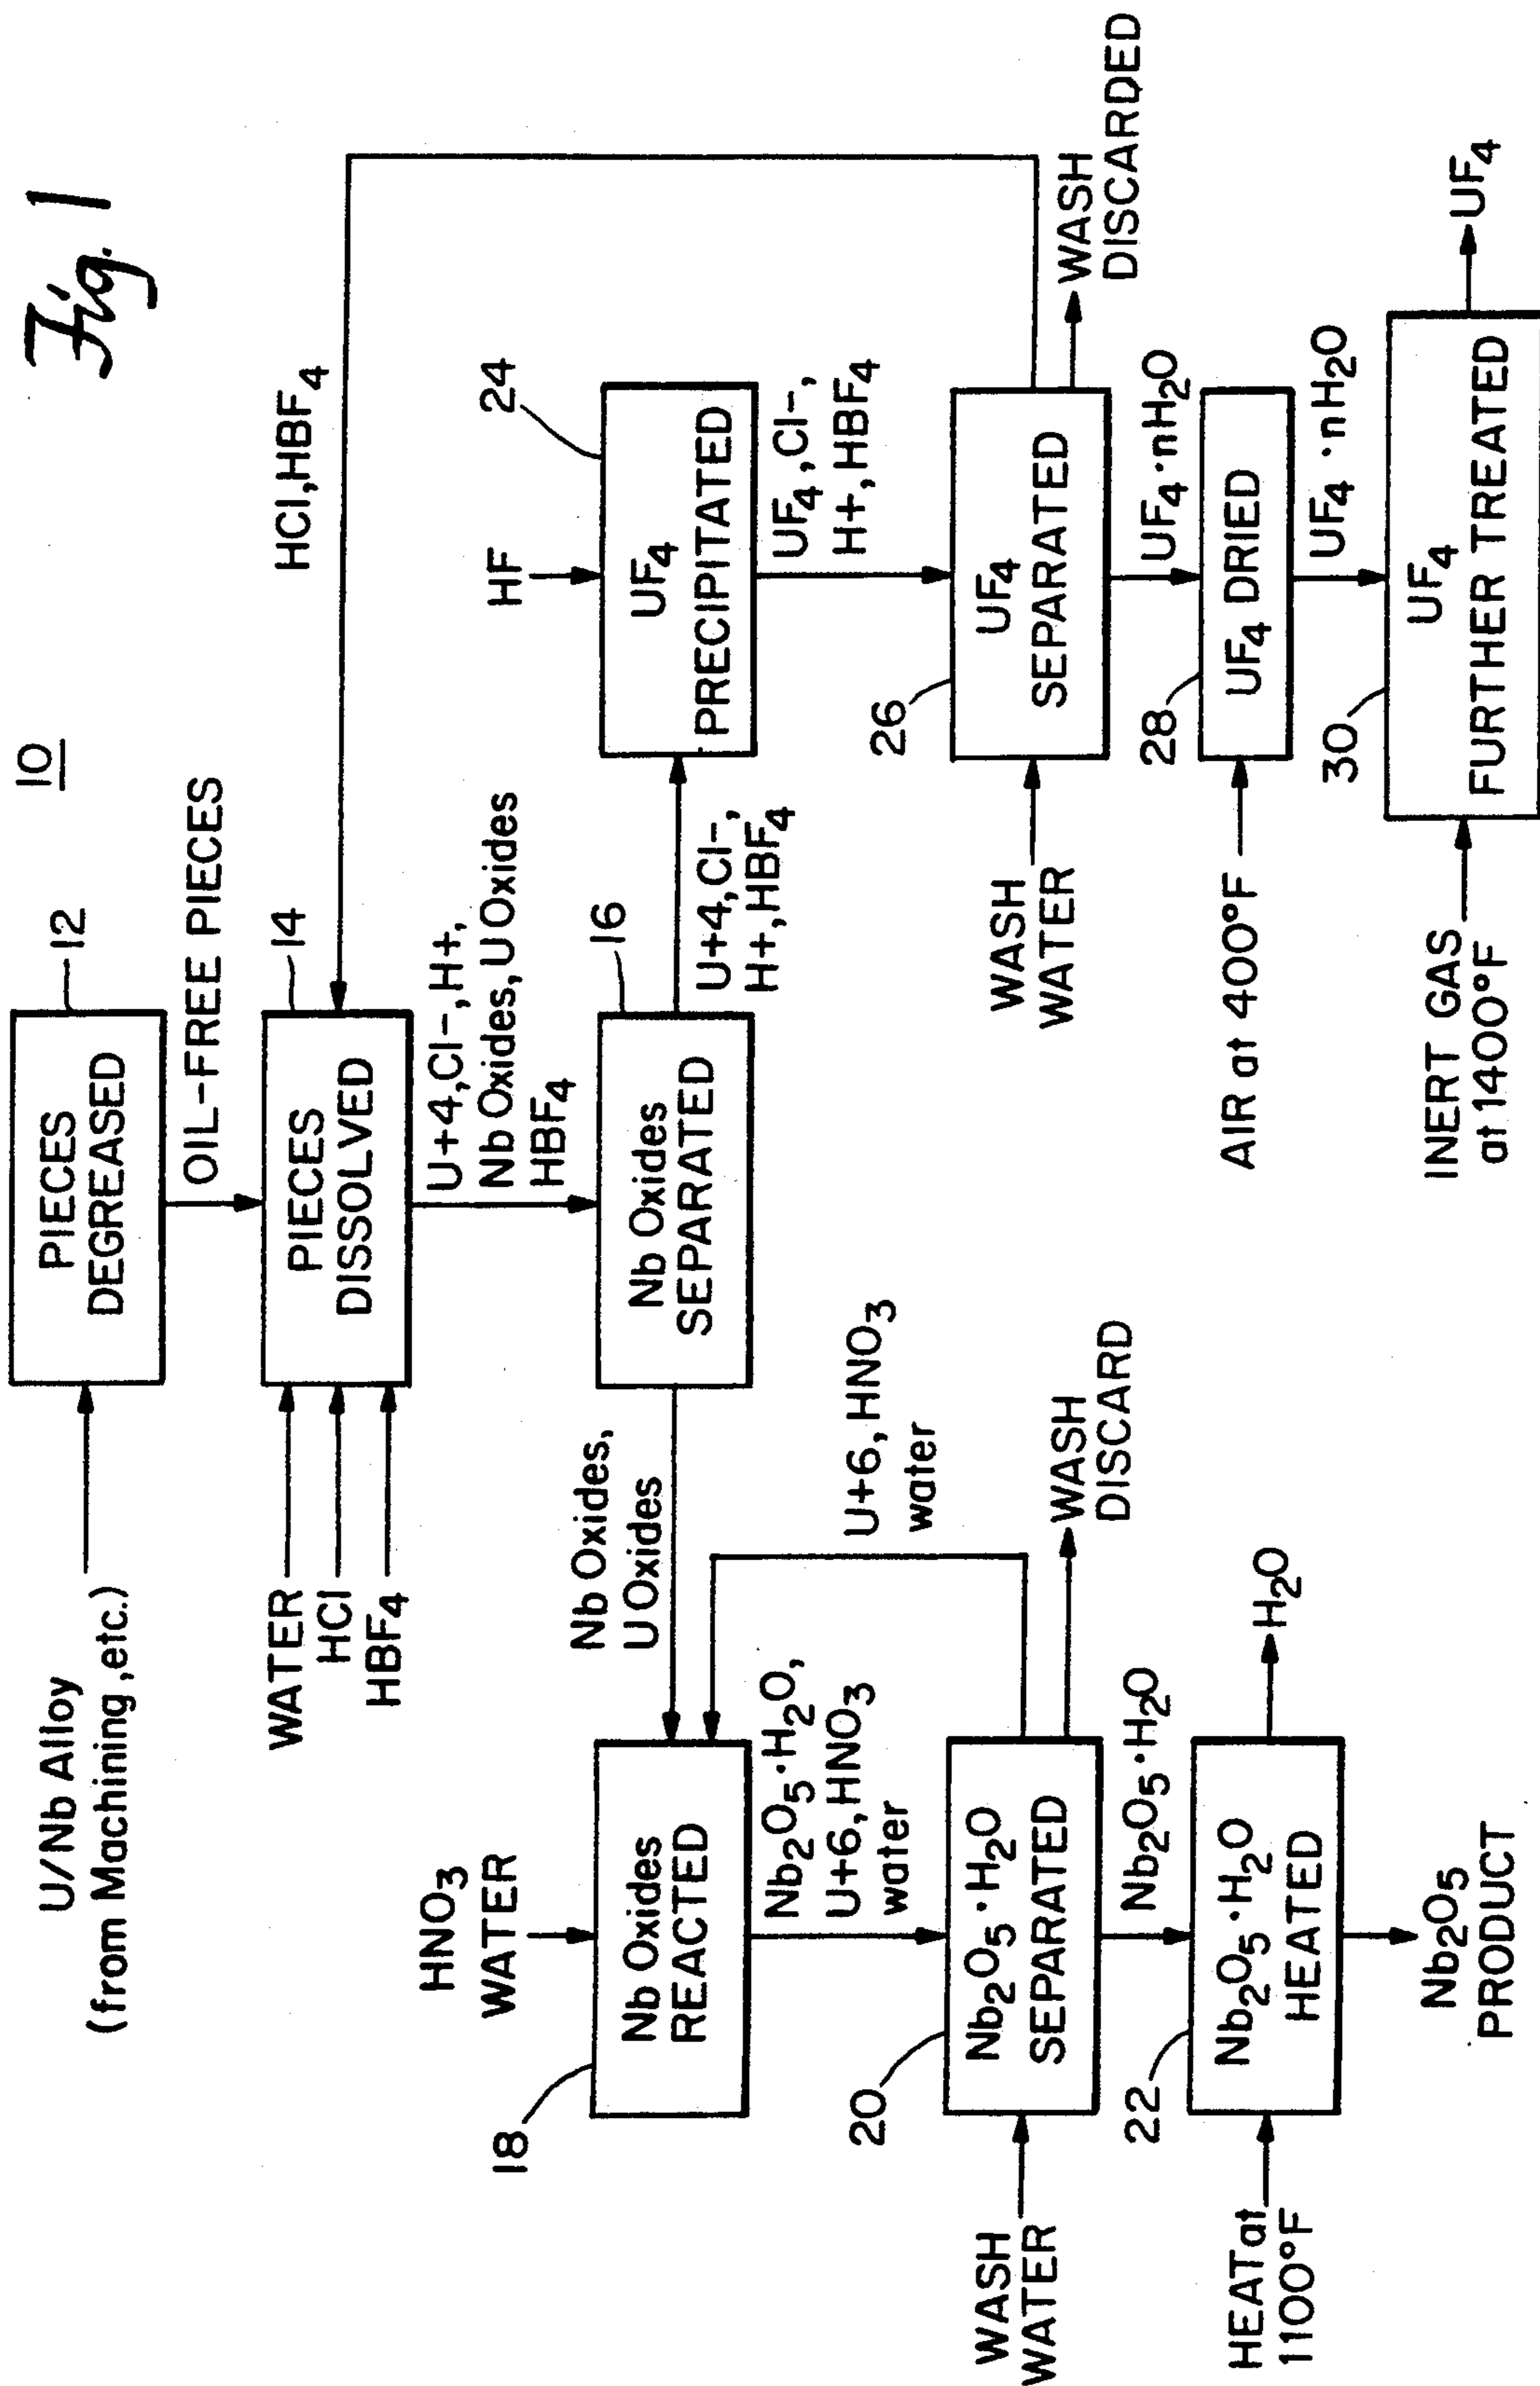 Fig. 1
10
U/Nb Alloy
(from Machining,etc.)
PIECES
DEGREASED
12
OIL-FREE PIECES
WATER
HCl
HBF4
PIECES
DISSOLVED
14
HCl,HBF4
U+4,Cl-,H+,
Nb Oxides,U Oxides
HBF4
Nb Oxides
SEPARATED
16
Nb Oxides,
U Oxides
U+4,Cl-,
H+,HBF4
HNO3
WATER
Nb Oxides
REACTED
18
Nb2O5·H2O,
U+6,HNO3
water
U+6,HNO3
water
WASH
WATER
20
Nb2O5·H2O
SEPARATED
WASH
DISCARD
Nb2O5·H2O
HEAT at
1100°F
22
Nb2O5·H2O
HEATED
H2O
Nb2O5
PRODUCT
HF
24
UF4
PRECIPITATED
UF4,Cl-,
H+,HBF4
WASH
WATER
26
UF4
SEPARATED
WASH
DISCARDED
UF4·nH2O
AIR at 400°F
28
UF4 DRIED
UF4 ·nH2O
INERT GAS
at 1400°F
30
UF4
FURTHER TREATED
UF4